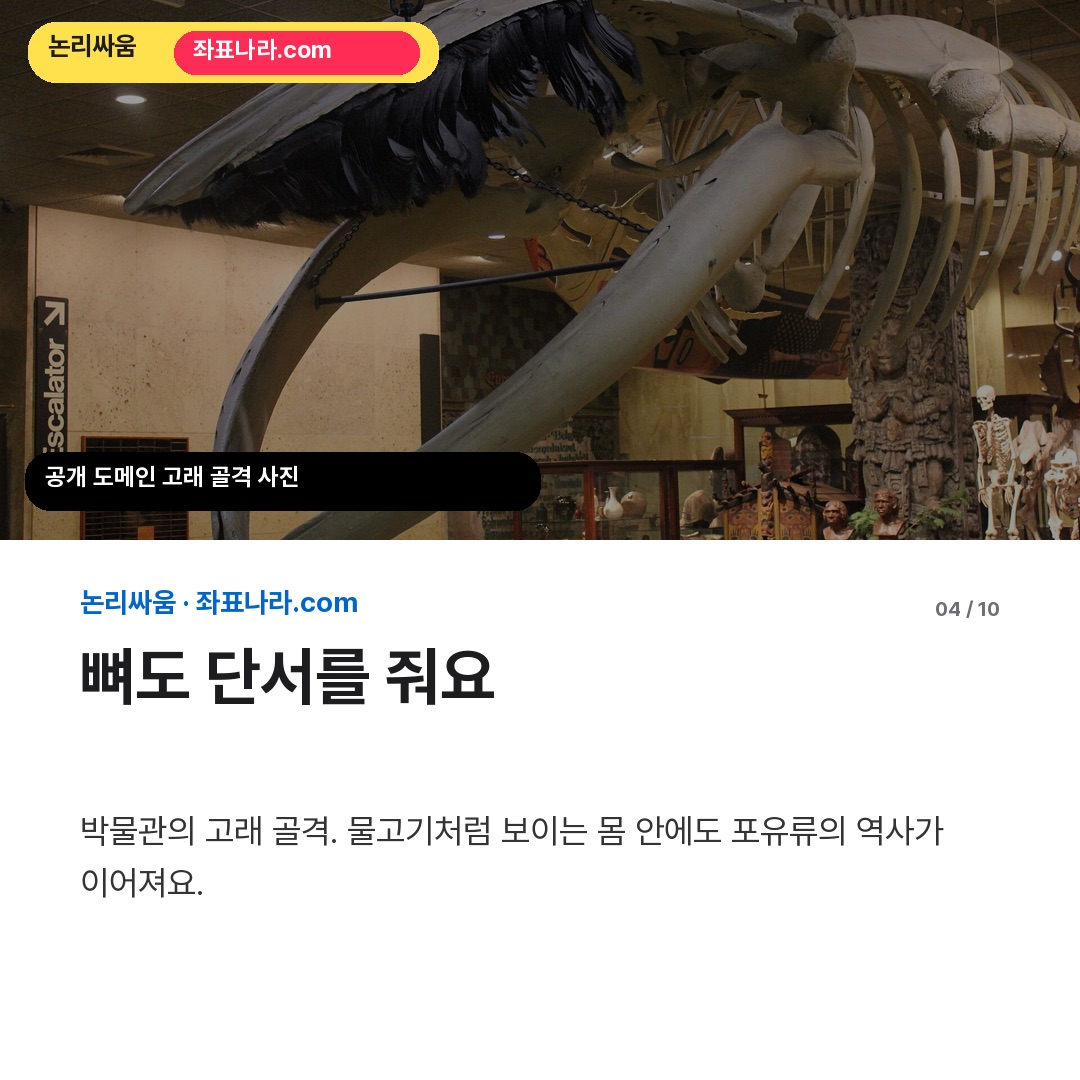 논리싸움
좌표나라.com
Escalator
공개 도메인 고래 골격 사진
논리싸움 · 좌표나라.com
04 / 10
뼈도 단서를 줘요
박물관의 고래 골격. 물고기처럼 보이는 몸 안에도 포유류의 역사가
이어져요.